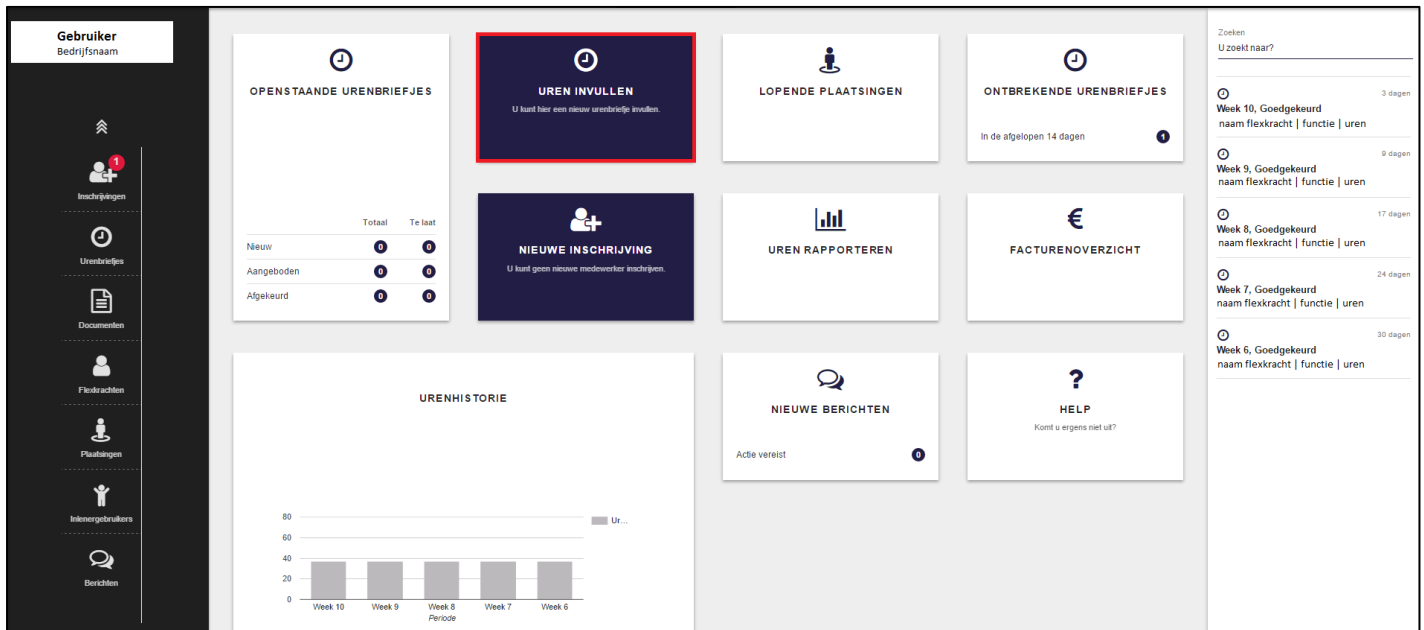 Gebruiker
Bedrijfsnaam
1
Inschrijvingen
Urenbriefjes
Documenten
Flexkrachten
Plaatsingen
Inlenergebruikers
Berichten
OPENSTAANDE URENBRIEFJES
Totaal Te laat
Nieuw 0 0
Aangeboden 0 0
Afgekeurd 0 0
UREN INVULLEN
U kunt hier een nieuw urenbriefje invullen.
LOPENDE PLAATSINGEN
ONTBREKENDE URENBRIEFJES
In de afgelopen 14 dagen 1
NIEUWE INSCHRIJVING
U kunt geen nieuwe medewerker inschrijven.
UREN RAPPORTEREN
€
FACTURENOVERZICHT
URENHISTORIE
80
60
40
20
0
Week 10 Week 9 Week 8 Week 7 Week 6
Periode
Ur...
NIEUWE BERICHTEN
Actie vereist 0
?
HELP
Komt u ergens niet uit?
Zoeken
U zoekt naar?
3 dagen
Week 10, Goedgekeurd
naam flexkracht | functie | uren
9 dagen
Week 9, Goedgekeurd
naam flexkracht | functie | uren
17 dagen
Week 8, Goedgekeurd
naam flexkracht | functie | uren
24 dagen
Week 7, Goedgekeurd
naam flexkracht | functie | uren
30 dagen
Week 6, Goedgekeurd
naam flexkracht | functie | uren